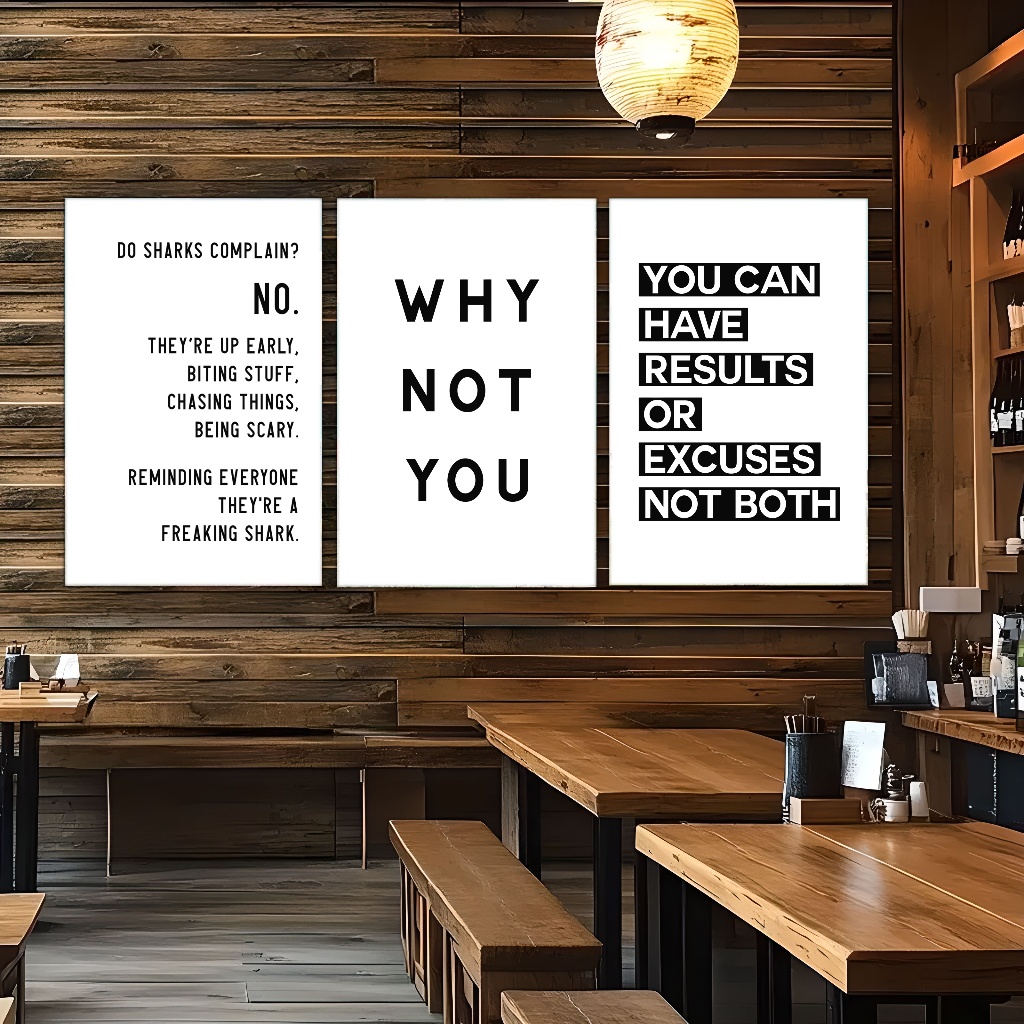 DO SHARKS COMPLAIN?
NO.
THEY'RE UP EARLY,
BITING STUFF,
CHASING THINGS,
BEING SCARY.
REMINDING EVERYONE
THEY'RE A
FREAKING SHARK.
WHY
NOT
YOU
YOU CAN
HAVE
RESULTS
OR
EXCUSES
NOT BOTH